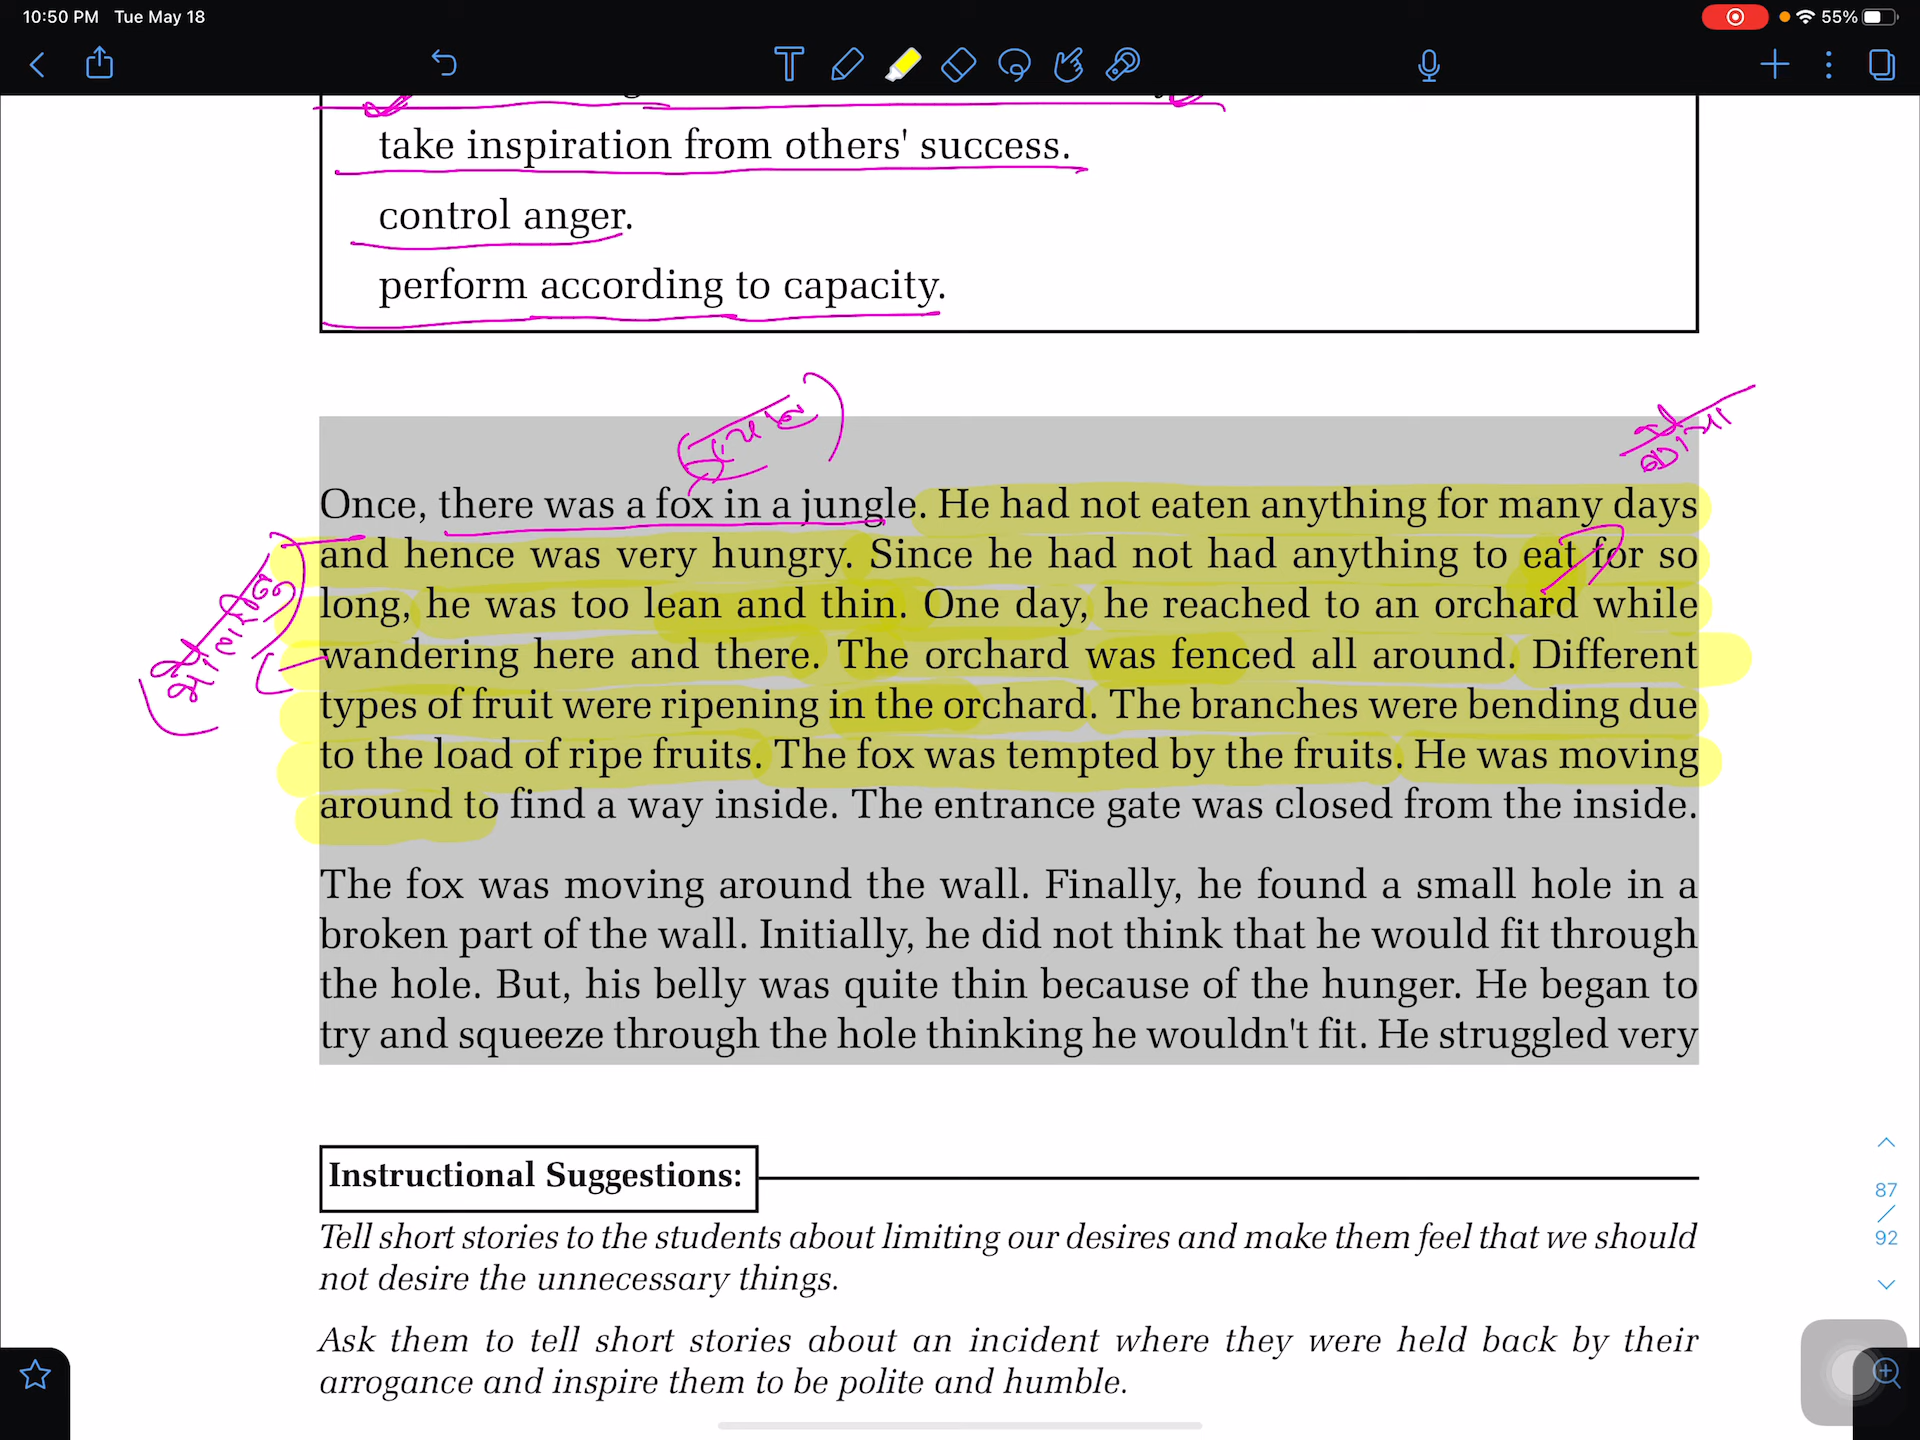 10:50 PM Tue May 18
55%
take inspiration from others' success.
control anger.
perform according to capacity.
Once, there was a fox in a jungle. He had not eaten anything for many days
and hence was very hungry. Since he had not had anything to eat for so
long, he was too lean and thin. One day, he reached to an orchard while
wandering here and there. The orchard was fenced all around. Different
types of fruit were ripening in the orchard. The branches were bending due
to the load of ripe fruits. The fox was tempted by the fruits. He was moving
around to find a way inside. The entrance gate was closed from the inside.
The fox was moving around the wall. Finally, he found a small hole in a
broken part of the wall. Initially, he did not think that he would fit through
the hole. But, his belly was quite thin because of the hunger. He began to
try and squeeze through the hole thinking he wouldn't fit. He struggled very
Instructional Suggestions:
Tell short stories to the students about limiting our desires and make them feel that we should
not desire the unnecessary things.
Ask them to tell short stories about an incident where they were held back by their
arrogance and inspire them to be polite and humble.
87
/
92